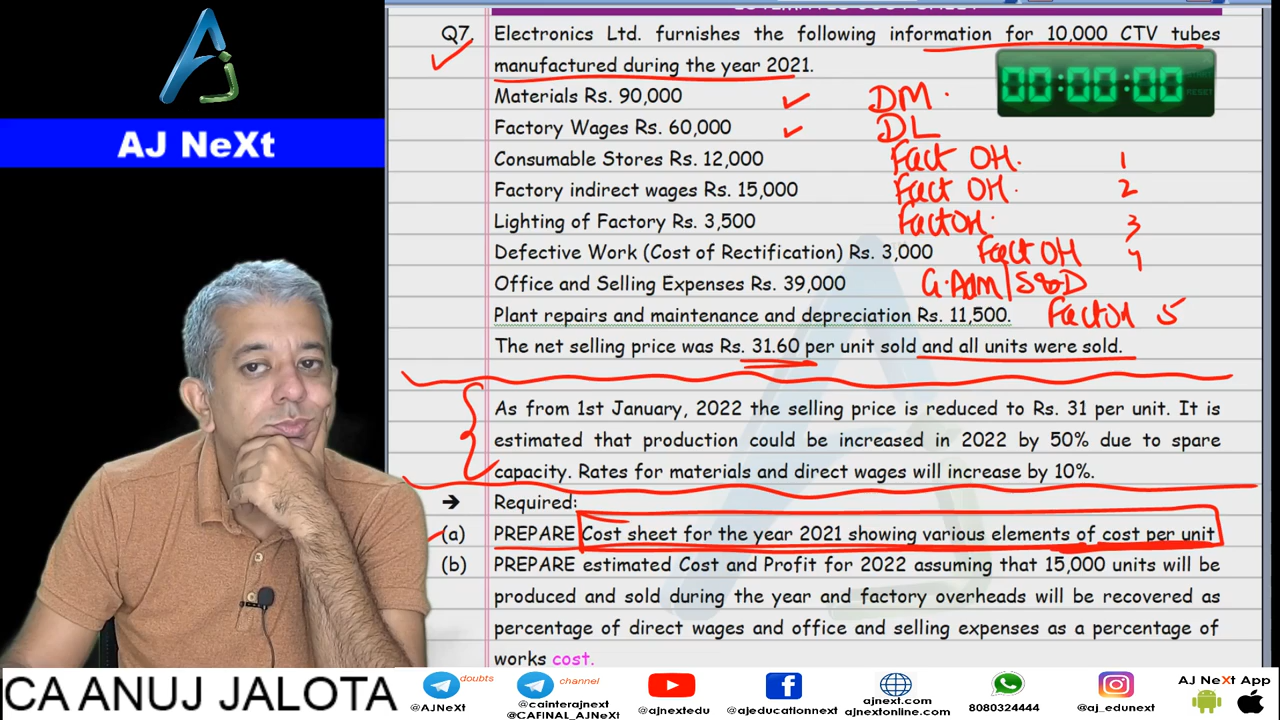 Q7. Electronics Ltd. furnishes the following information for 10,000 CTV tubes
manufactured during the year 2021.
00:00:00
RESET
Materials Rs. 90,000 DM.
AJ NeXt
Factory Wages Rs. 60,000 DL
Consumable Stores Rs. 12,000 Fact OH. 1
Factory indirect wages Rs. 15,000 Fact OH. 2
Lighting of Factory Rs. 3,500 Fact OH. 3
Defective Work (Cost of Rectification) Rs. 3,000 Fact OH 4
Office and Selling Expenses Rs. 39,000 G.Adm/S&D
Plant repairs and maintenance and depreciation Rs. 11,500. Fact OH 5
The net selling price was Rs. 31.60 per unit sold and all units were sold.
As from 1st January, 2022 the selling price is reduced to Rs. 31 per unit. It is
estimated that production could be increased in 2022 by 50% due to spare
capacity. Rates for materials and direct wages will increase by 10%.
→ Required:
(a) PREPARE Cost sheet for the year 2021 showing various elements of cost per unit
(b) PREPARE estimated Cost and Profit for 2022 assuming that 15,000 units will be
produced and sold during the year and factory overheads will be recovered as
percentage of direct wages and office and selling expenses as a percentage of
works cost.
CA ANUJ JALOTA
doubts
@AJNeXt
channel
@cainterajnext
@CAFINAL_AJNeXt
@ajnextedu
@ajeducationnext
ajnext.com
ajnextonline.com
8080324444
@aj_edunext
AJ NeXt App